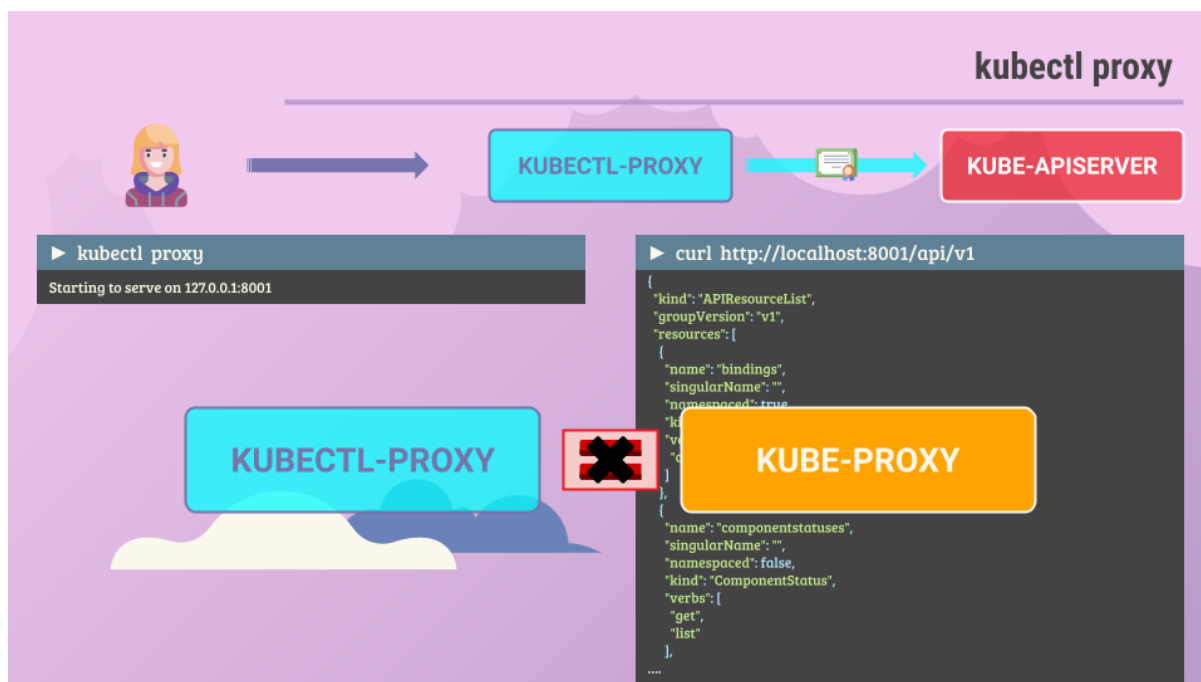 kubectl proxy
KUBECTL-PROXY
KUBE-APISERVER
▶ kubectl proxy
Starting to serve on 127.0.0.1:8001
▶ curl http://localhost:8001/api/v1
{
"kind": "APIResourceList",
"groupVersion": "v1",
"resources": [
{
"name": "bindings",
"singularName": "",
"namespaced": true,
]
},
{
"name": "componentstatuses",
"singularName": "",
"namespaced": false,
"kind": "ComponentStatus",
"verbs": [
"get",
"list"
],
....
KUBECTL-PROXY
KUBE-PROXY